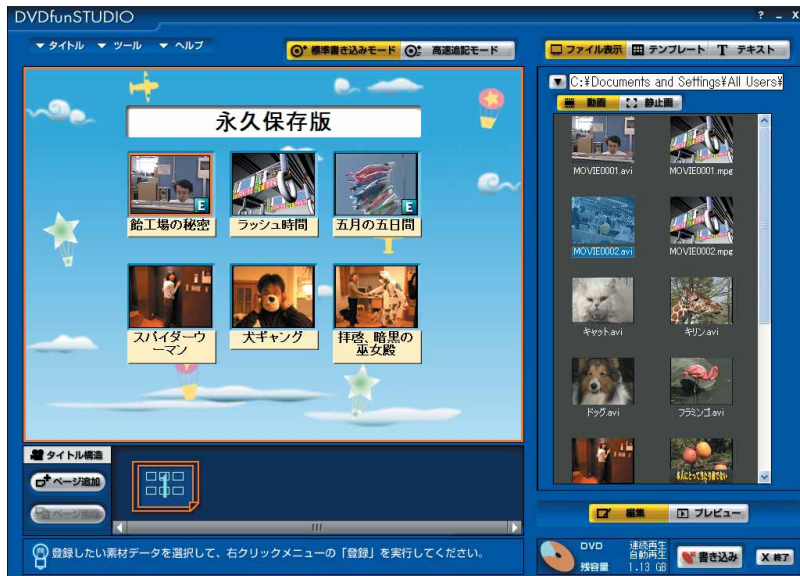 DVDfunSTUDIO
? _ X
▼ タイトル ▼ ツール ▼ ヘルプ
標準書き込みモード 高速追記モード
ファイル表示 テンプレート T テキスト
C:¥Documents and Settings¥All Users¥
動画 静止画
永久保存版
E
E
飴工場の秘密 ラッシュ時間 五月の五日間
スパイダーウ
ーマン
犬ギャング
拝啓、暗黒の
巫女殿
MOVIE0001.avi MOVIE0001.mpg
MOVIE0002.avi MOVIE0002.mpg
キャット.avi キリン.avi
ドッグ.avi フラミンゴ.avi
タイトル構造
ページ追加
ページ削除
編集 プレビュー
登録したい素材データを選択して、右クリックメニューの「登録」を実行してください。
DVD 連続再生
自動再生
残容量 1.13 GB
書き込み X 終了